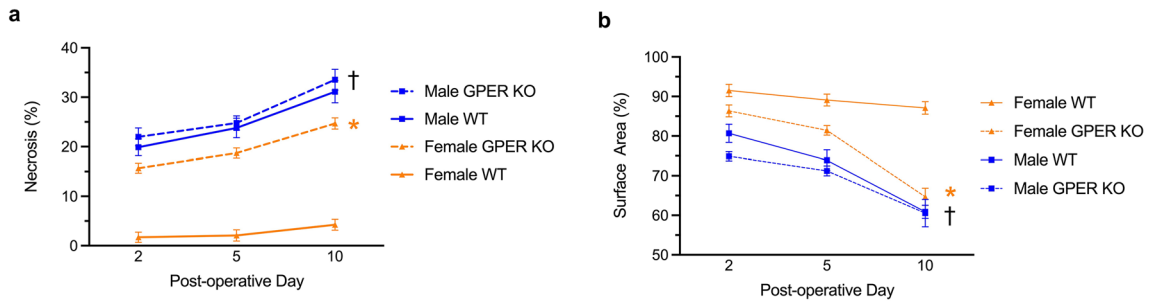 a
Necrosis (%)
40
30
20
10
0
2
5
10
Post-operative Day
†
*
Male GPER KO
Male WT
Female GPER KO
Female WT
b
Surface Area (%)
100
90
80
70
60
50
2
5
10
Post-operative Day
*
†
Female WT
Female GPER KO
Male WT
Male GPER KO